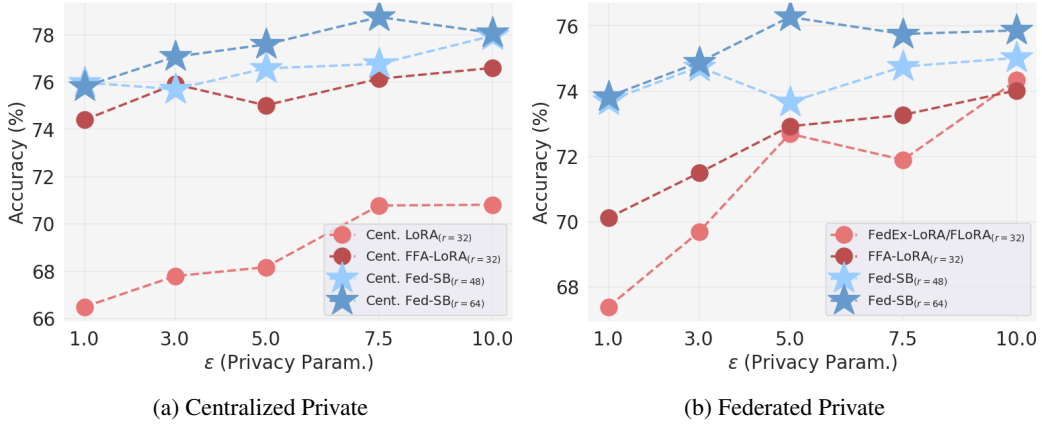 78
76
74
72
70
68
66
Accuracy (%)
1.0 3.0 5.0 7.5 10.0
ε (Privacy Param.)
Cent. LoRA(r=32)
Cent. FFA-LoRA(r=32)
Cent. Fed-SB(r=48)
Cent. Fed-SB(r=64)
(a) Centralized Private
76
75
74
72
70
68
Accuracy (%)
1.0 3.0 5.0 7.5 10.0
ε (Privacy Param.)
FedEx-LoRA/FLoRA(r=32)
FFA-LoRA(r=32)
Fed-SB(r=48)
Fed-SB(r=64)
(b) Federated Private